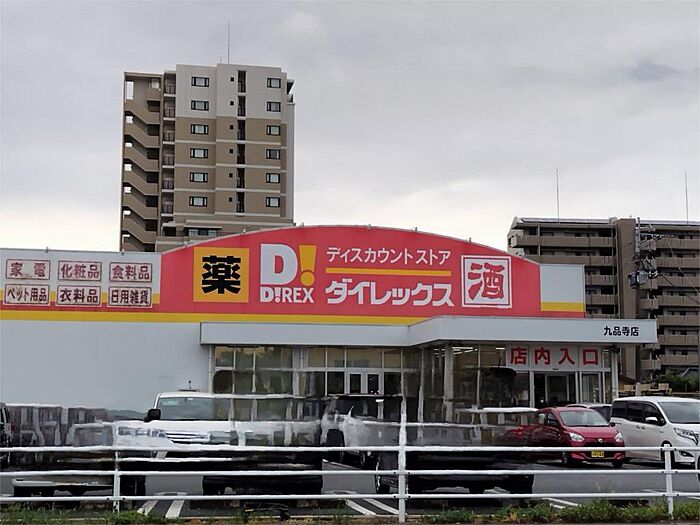 家電 化粧品 食料品
ペット用品 衣料品 日用雑貨
薬
D!
D!REX
ディスカウントストア
ダイレックス
酒
九品寺店
店内入口